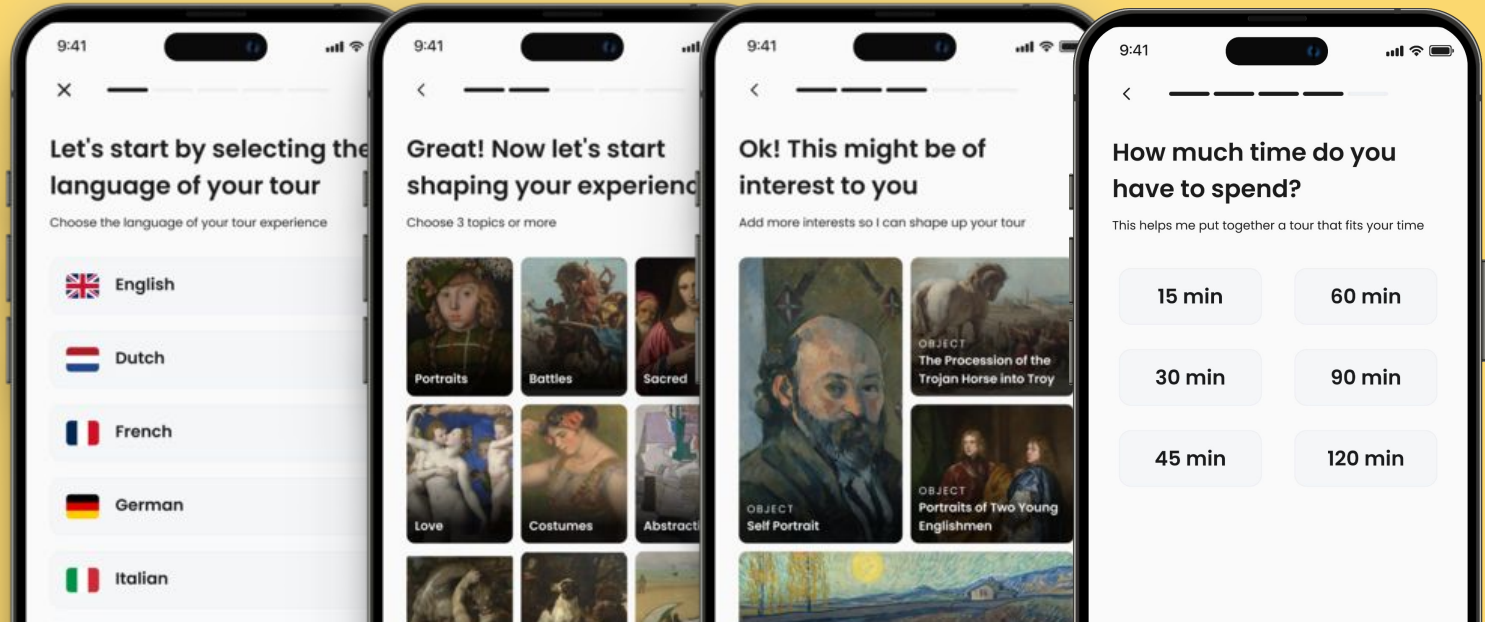 9:41
Let's start by selecting the
language of your tour
Choose the language of your tour experience
English
Dutch
French
German
Italian
9:41
Great! Now let's start
shaping your
Choose 3 topics or more
Portraits
Battles
Sacred
Love
Costumes
9:41
Ok! This might be of
interest to you
Add more interests so I can shape up your tour
OBJECT
Self Portrait
OBJECT
The Procession of the
Trojan Horse into Troy
OBJECT
Portraits of Two Young
Englishmen
9:41
How much time do you
have to spend?
This helps me put together a tour that fits your time
15 min
60 min
30 min
90 min
45 min
120 min